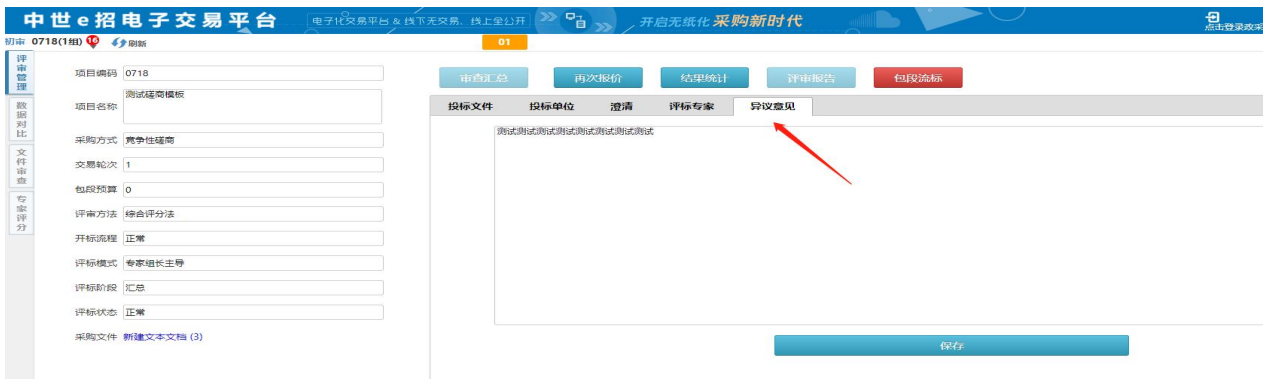 中世e招电子交易平台
电子化交易平台 & 线下无交易、线上全公开
开启无纸化 采购新时代
点击登录政采
初审 0718(1组) 16 刷新
01
评审管理
数据对比
文件审查
专家评分
项目编码 0718
项目名称 测试磋商模板
采购方式 竞争性磋商
交易轮次 1
包段预算 0
评审方法 综合评分法
开标流程 正常
评标模式 专家组长主导
评标阶段 汇总
评标状态 正常
采购文件 新建文本文档 (3)
审查汇总 再次报价 结果统计 评审报告 包段流标
投标文件 投标单位 澄清 评标专家 异议意见
测试测试测试测试测试测试测试测试
保存